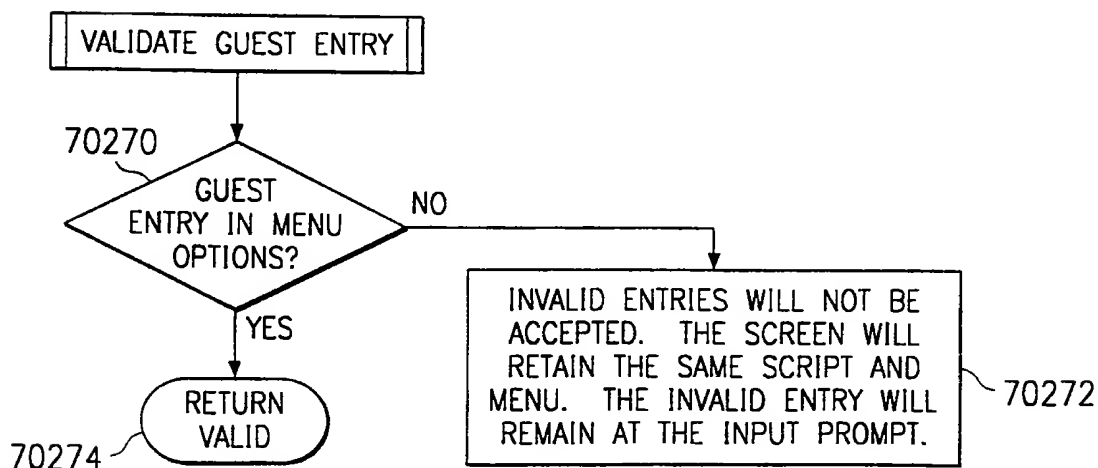 VALIDATE GUEST ENTRY
70270
GUEST
ENTRY IN MENU
OPTIONS?
NO
YES
INVALID ENTRIES WILL NOT BE
ACCEPTED. THE SCREEN WILL
RETAIN THE SAME SCRIPT AND
MENU. THE INVALID ENTRY WILL
REMAIN AT THE INPUT PROMPT.
70272
RETURN
VALID
70274